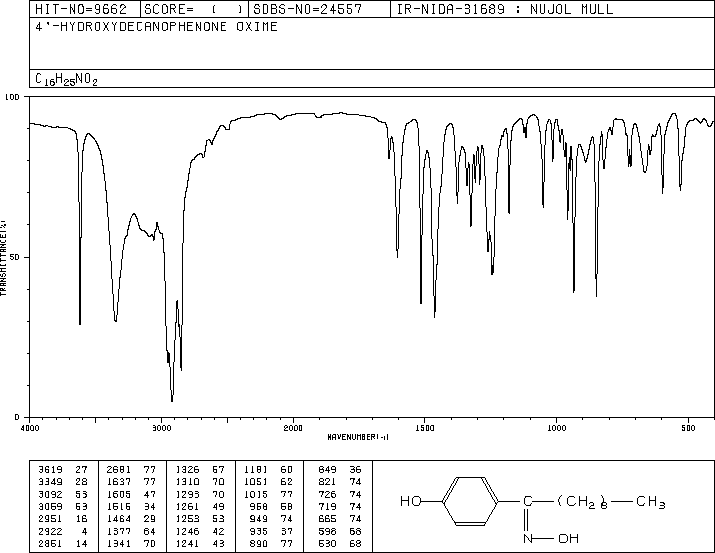 HIT-NO=9662 SCORE= ( ) SDBS-NO=24557 IR-NIDA-31689 : NUJOL MULL
4'-HYDROXYDECANOPHENONE OXIME
C16H25NO2
100
TRANSMITTANCE(%)
50
0
4000 3000 2000 1500 1000 500
WAVENUMBER(-1)
3619 27 2681 77 1326 57 1181 60 849 36
3349 28 1637 77 1310 70 1051 62 821 74
3092 53 1605 47 1293 70 1015 77 726 74
3069 53 1516 34 1261 49 958 58 719 74
2951 16 1464 29 1253 53 949 74 665 74
2922 4 1377 64 1246 42 935 37 598 68
2851 14 1341 70 1241 43 890 77 530 68
HO C (CH2)8 CH3
N OH